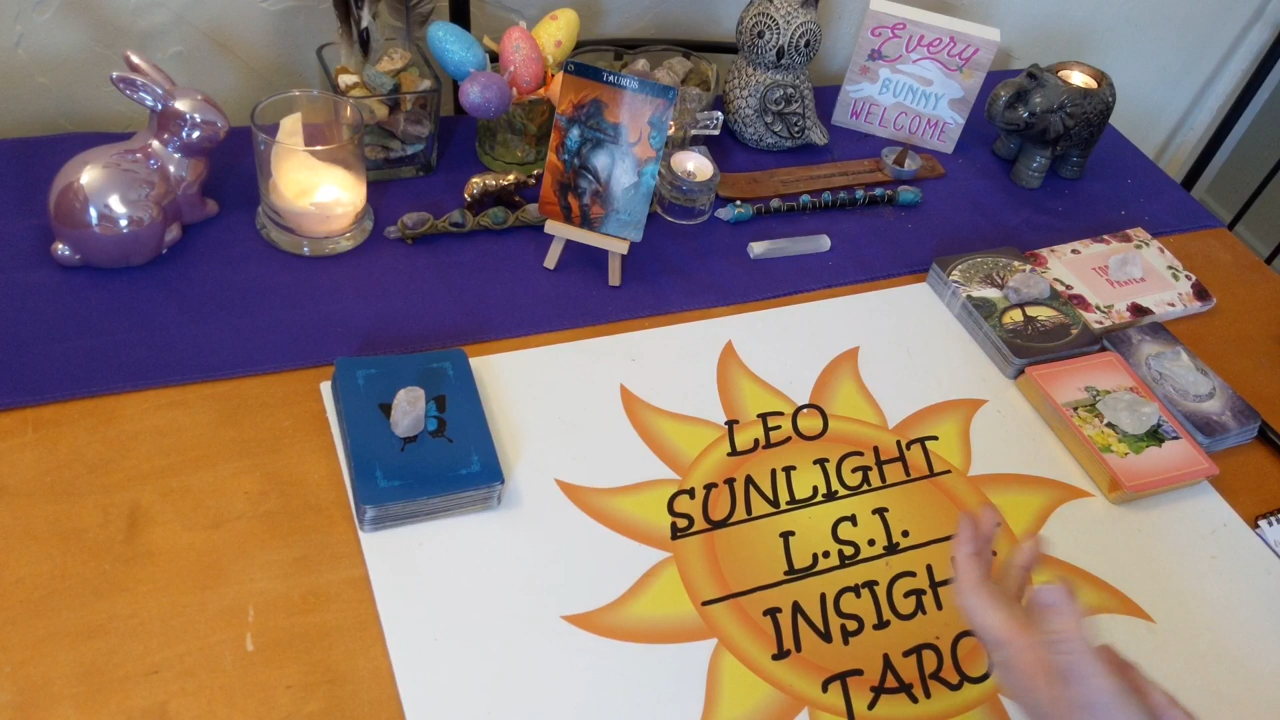 TAURUS
Every
BUNNY
WELCOME
LEO
SUNLIGHT
L.S.I.
INSIGH
TARO